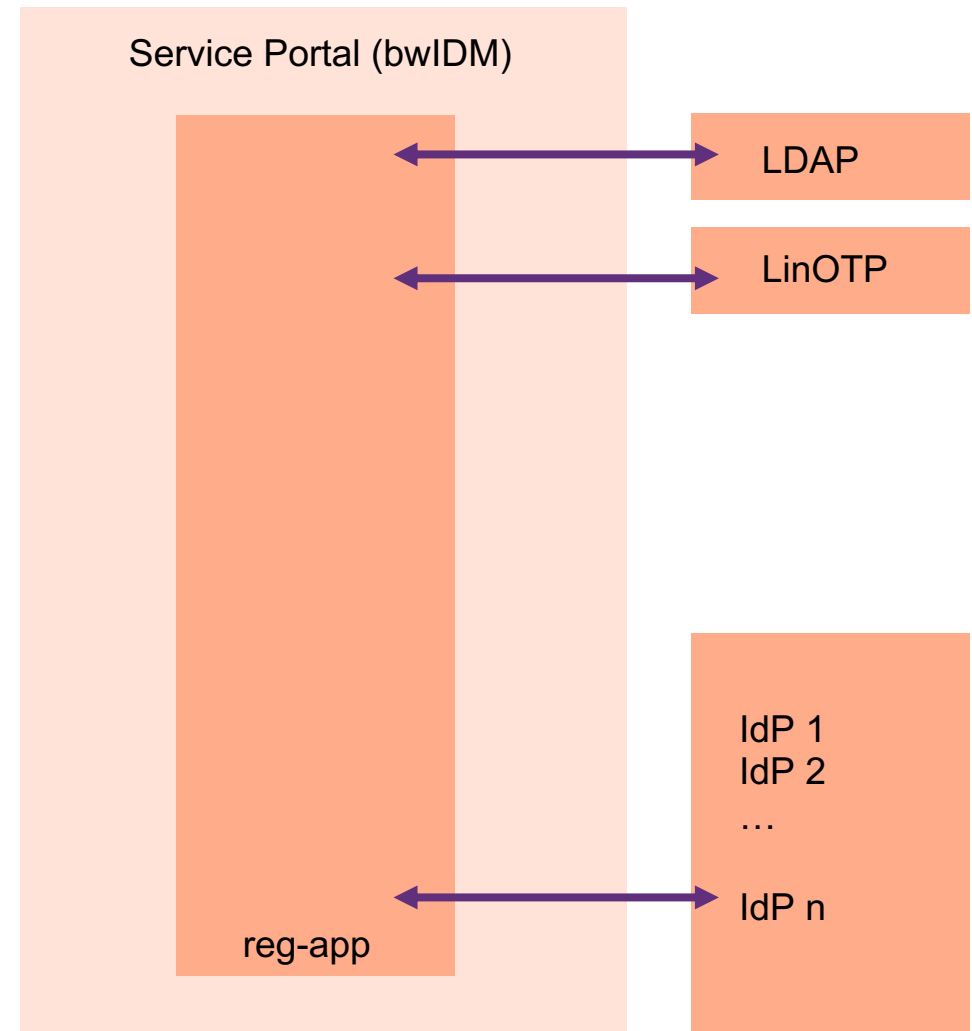 Service Portal (bwIDM)
LDAP
LinOTP
IdP 1
IdP 2
…
IdP n
reg-app